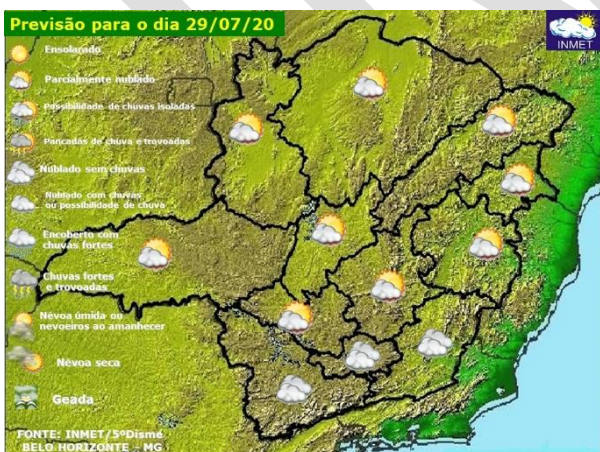 Previsão para o dia 29/07/20
INMET
Ensolarado
Parcialmente nublado
Possibilidade de chuvas isoladas
Pancadas de chuva e trovoadas
Nublado sem chuvas
Nublado com chuvas
ou possibilidade de chuva
Encoberto com
chuvas fortes
Chuvas fortes
e trovoadas
Névoa úmida ou
nevoeiros ao amanhecer
Névoa seca
Geada
FONTE: INMET/5ºDisme
BELO HORIZONTE - MG